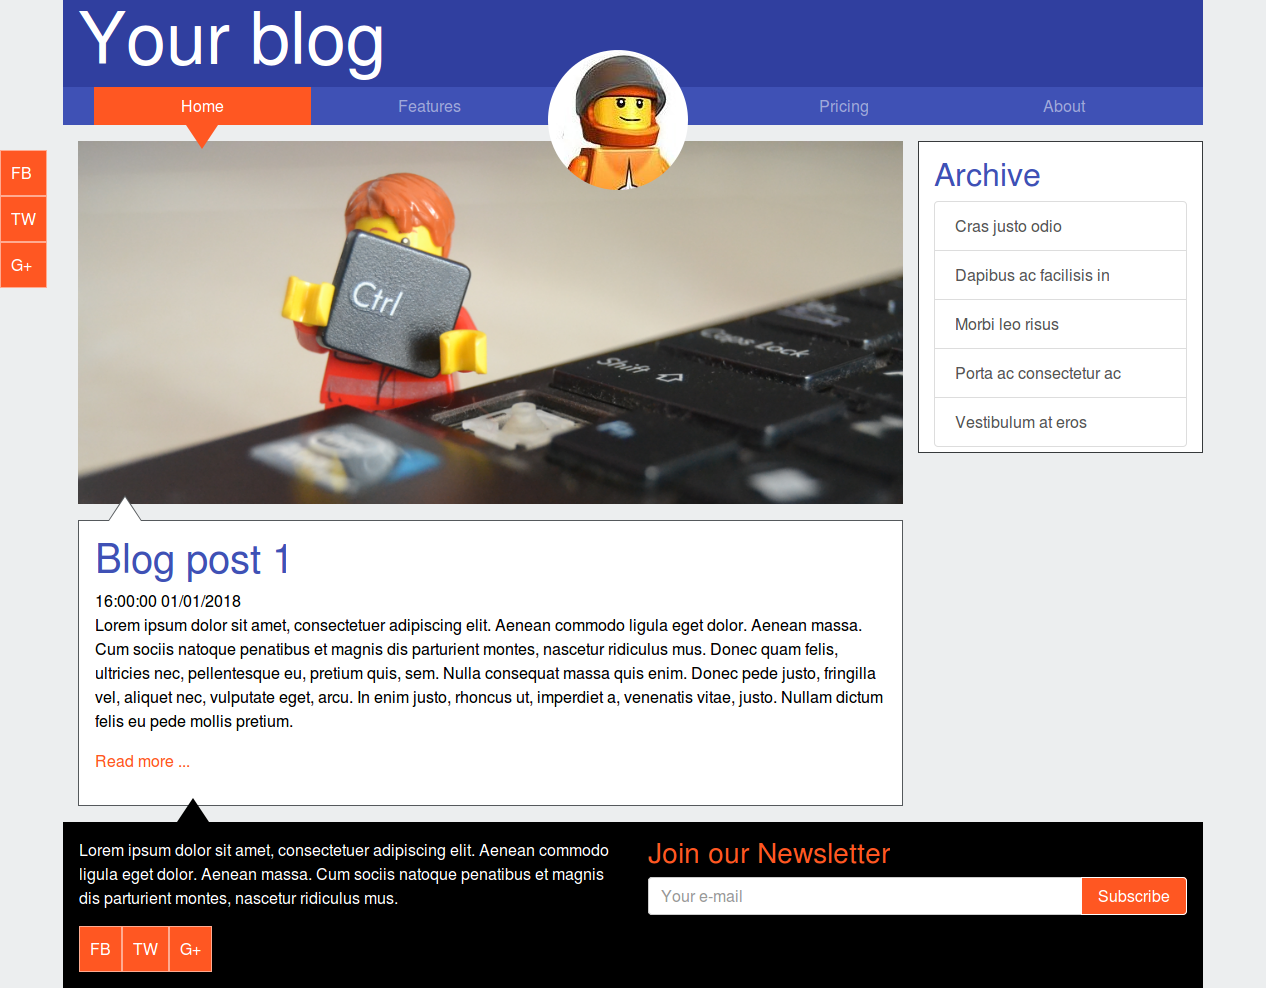 Your blog
Home
Features
Pricing
About
FB
TW
G+
Ctrl
Shift
Caps Lock
Archive
Cras justo odio
Dapibus ac facilisis in
Morbi leo risus
Porta ac consectetur ac
Vestibulum at eros
Blog post 1
16:00:00 01/01/2018
Lorem ipsum dolor sit amet, consectetuer adipiscing elit. Aenean commodo ligula eget dolor. Aenean massa.
Cum sociis natoque penatibus et magnis dis parturient montes, nascetur ridiculus mus. Donec quam felis,
ultricies nec, pellentesque eu, pretium quis, sem. Nulla consequat massa quis enim. Donec pede justo, fringilla
vel, aliquet nec, vulputate eget, arcu. In enim justo, rhoncus ut, imperdiet a, venenatis vitae, justo. Nullam dictum
felis eu pede mollis pretium.
Read more ...
Lorem ipsum dolor sit amet, consectetuer adipiscing elit. Aenean commodo
ligula eget dolor. Aenean massa. Cum sociis natoque penatibus et magnis
dis parturient montes, nascetur ridiculus mus.
FB TW G+
Join our Newsletter
Your e-mail
Subscribe